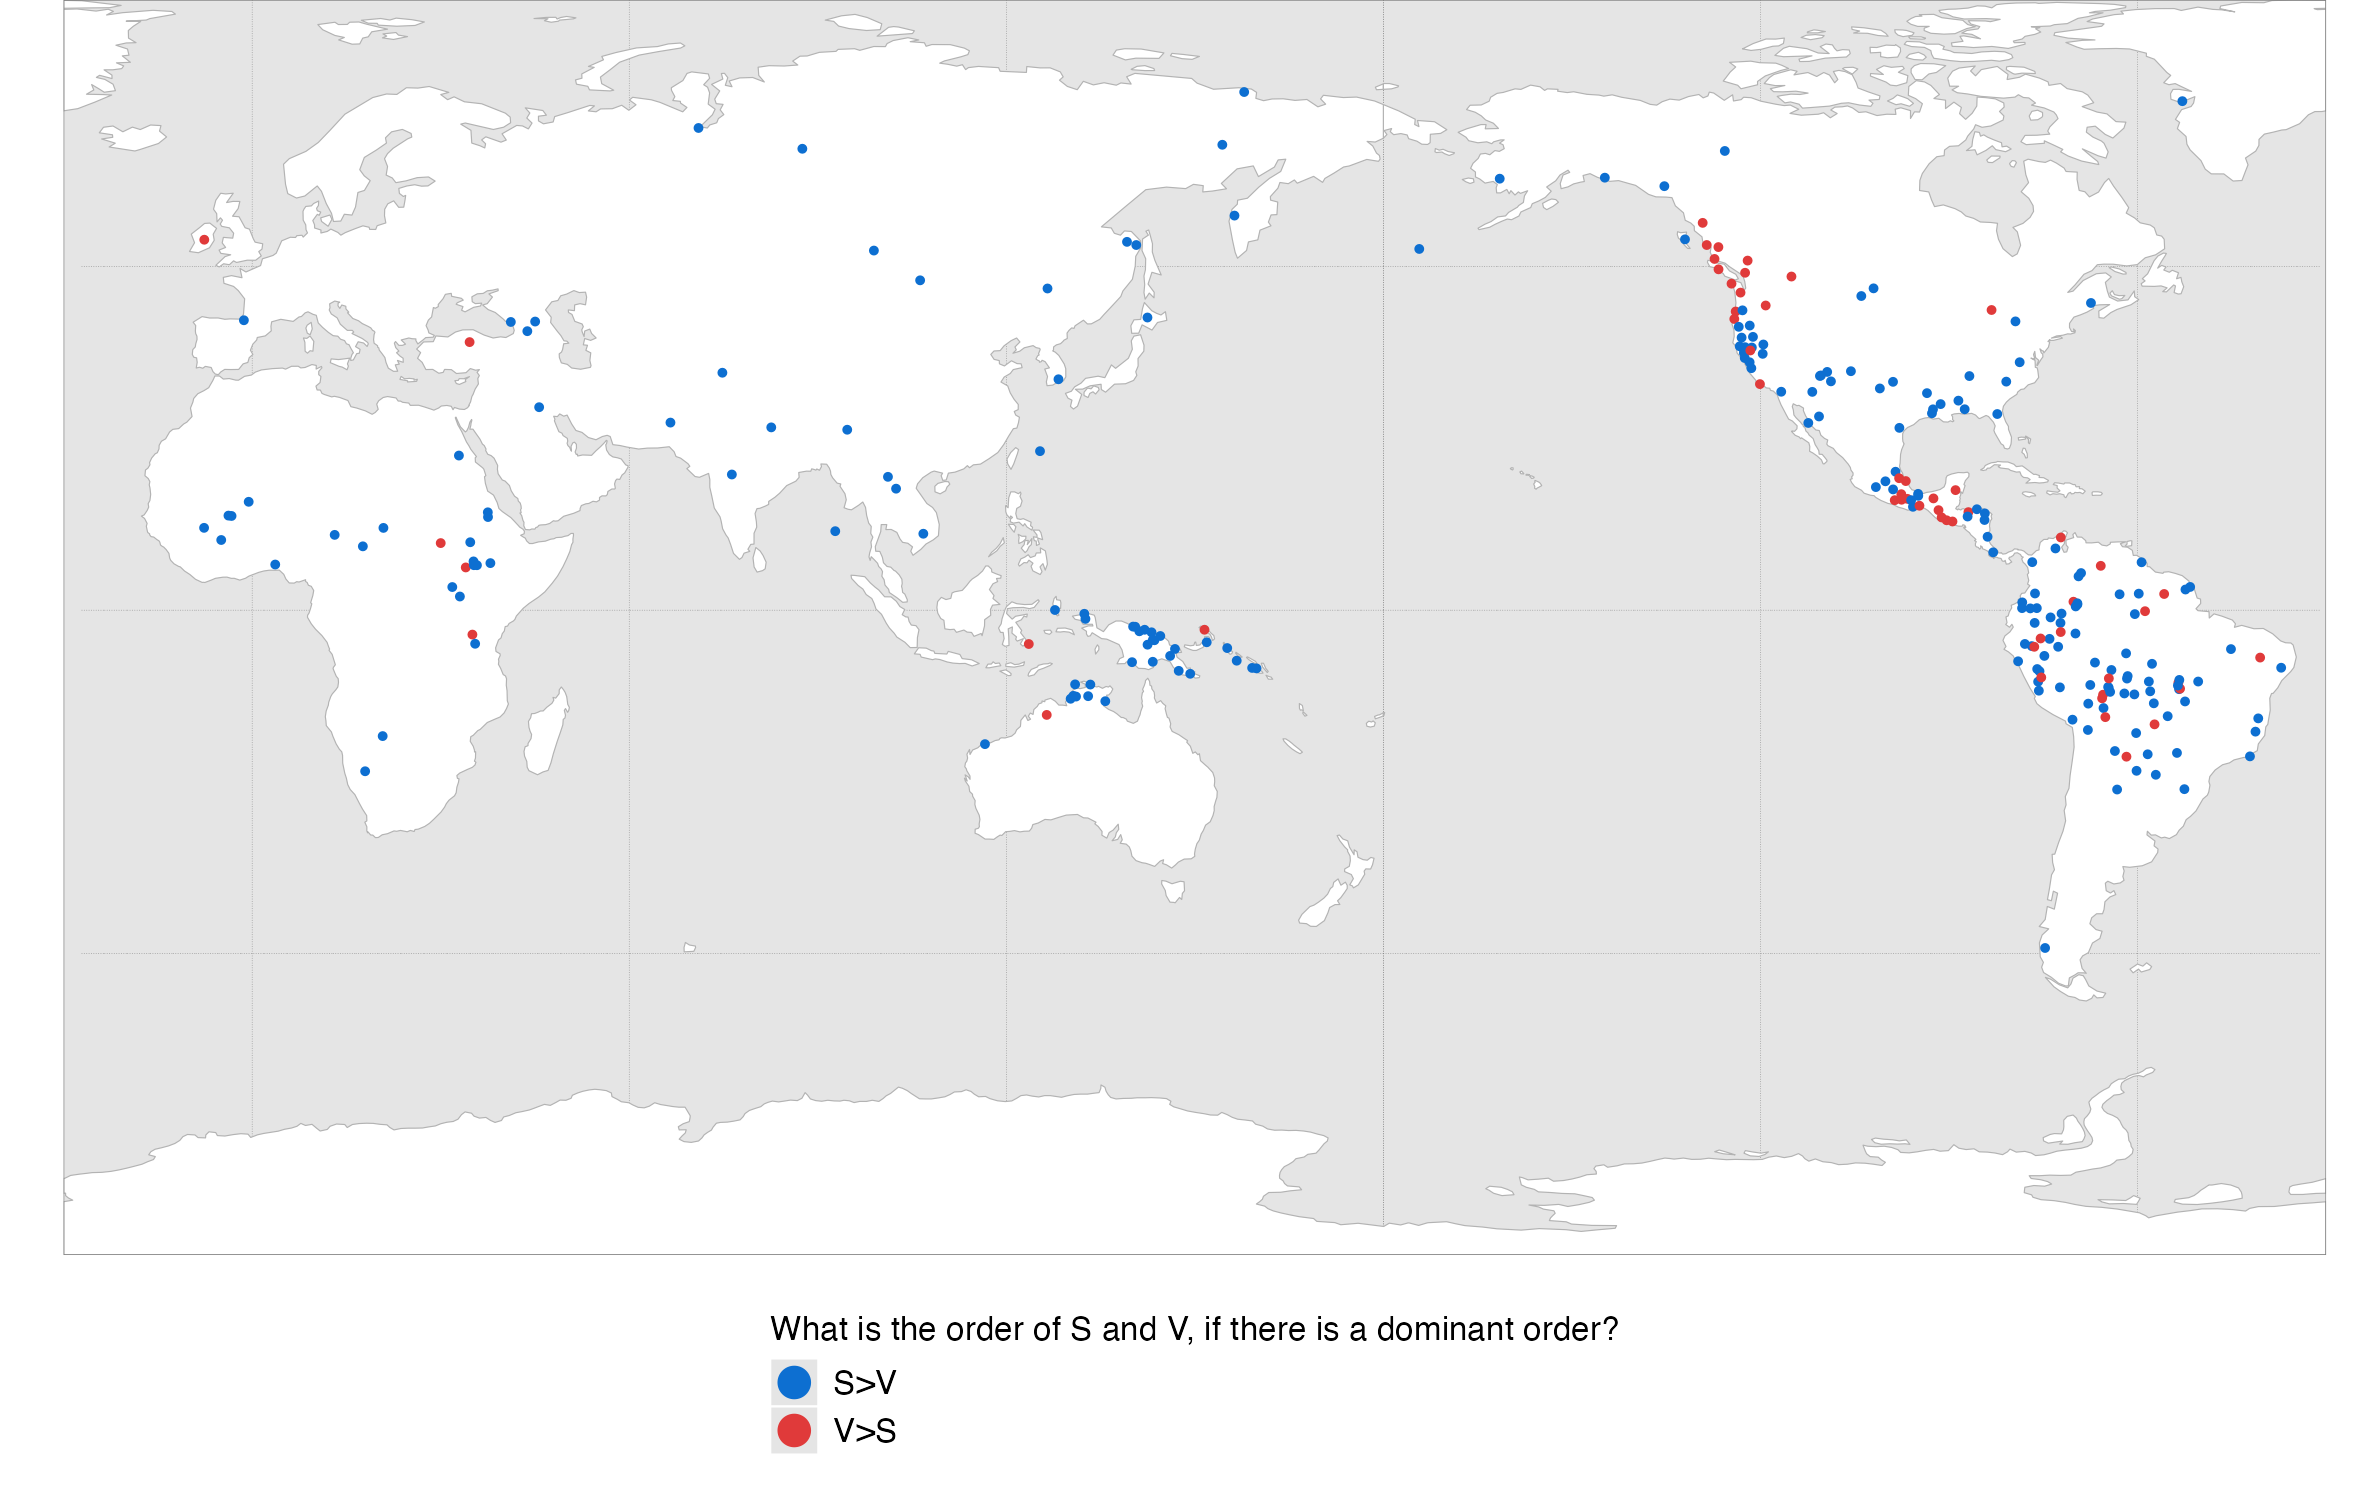 What is the order of S and V, if there is a dominant order?
S>V
V>S